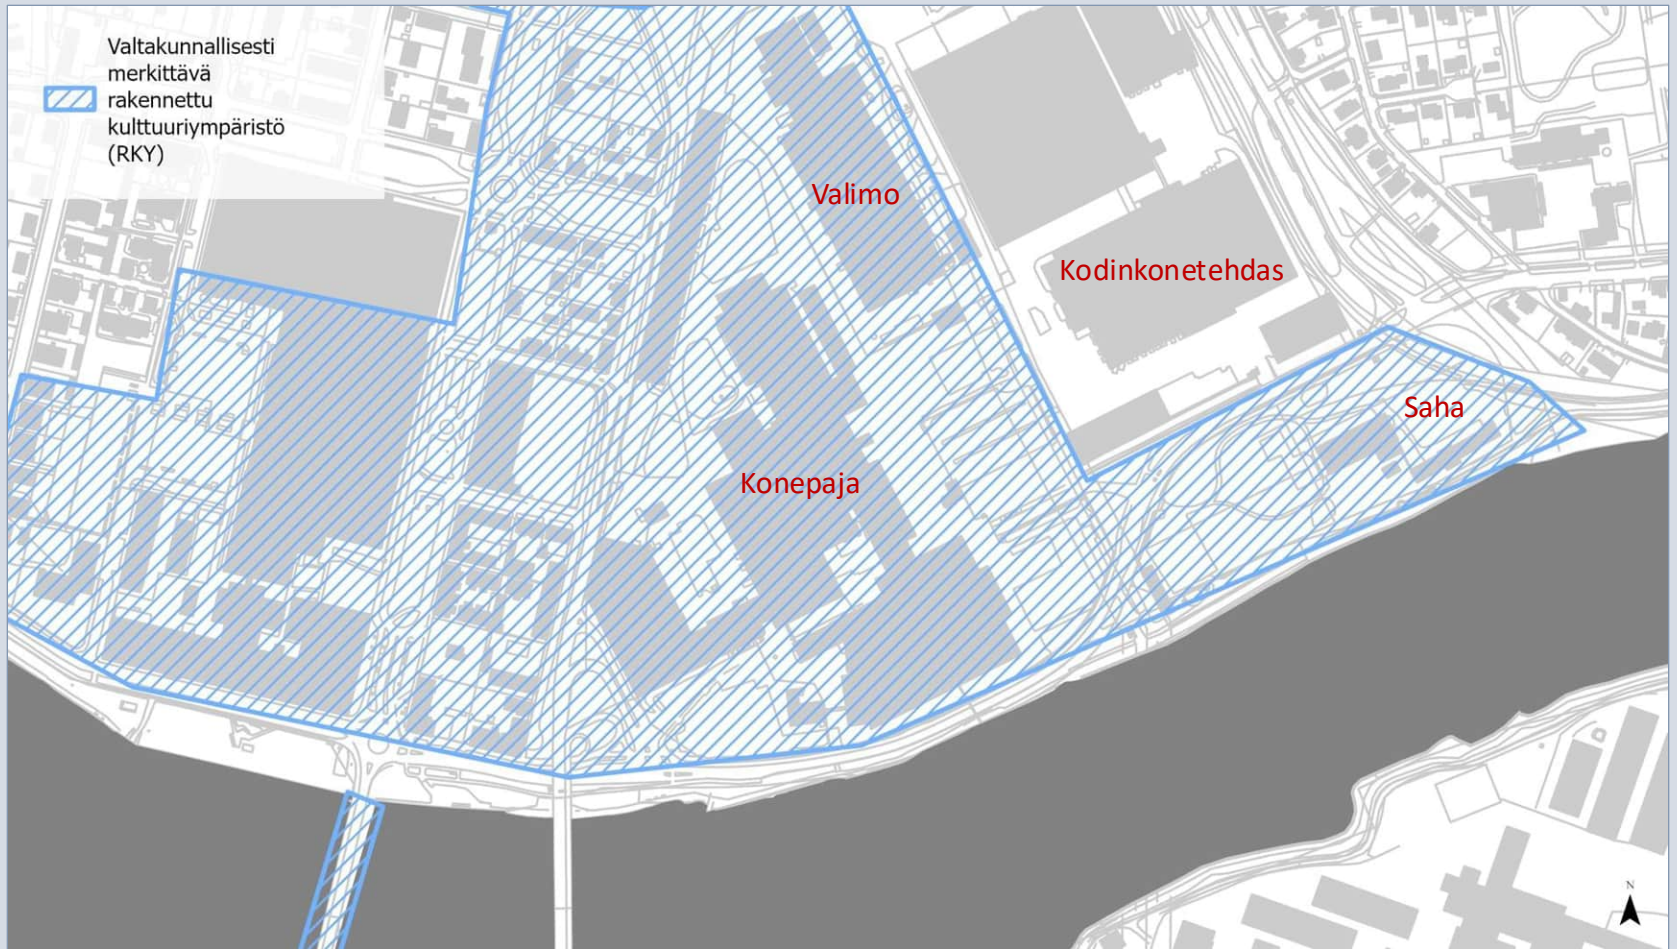 Valtakunnallisesti
merkittävä
rakennettu
kulttuuriympäristö
(RKY)
Valimo
Kodinkonetehdas
Saha
Konepaja
N